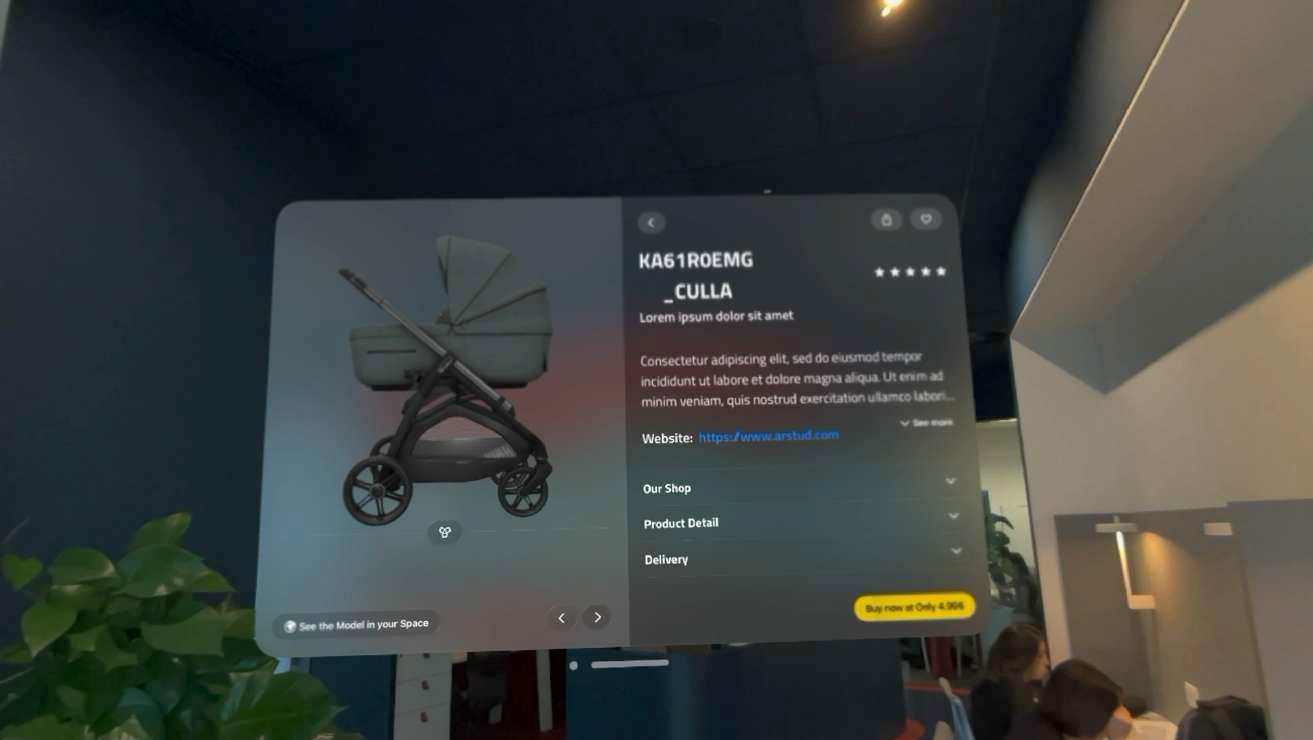 KA61ROEMG
_CULLA
Lorem ipsum dolor sit amet
Consectetur adipiscing elit, sed do eiusmod tempor
incididunt ut labore et dolore magna aliqua. Ut enim ad
minim veniam, quis nostrud exercitation ullamco labori...
See more
Website: https://www.arstud.com
Our Shop
Product Detail
Delivery
Buy now at Only 4.99$
See the Model in your Space